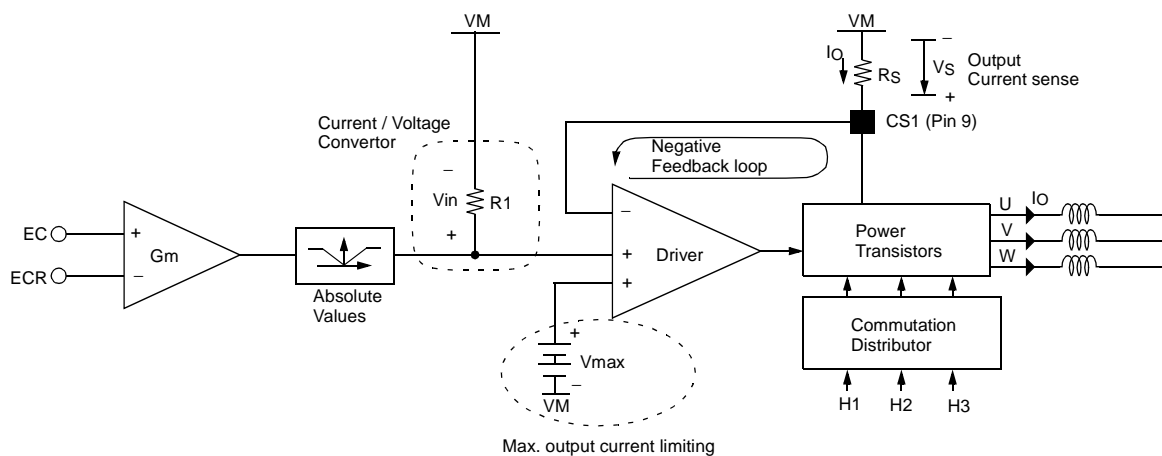 VM
VM
IO
RS
VS
Output
Current sense
−
+
CS1 (Pin 9)
Current / Voltage
Convertor
Negative
Feedback loop
−
Vin
R1
+
EC
ECR
+
−
Gm
Absolute
Values
−
+
+
Driver
Power
Transistors
U
IO
V
W
+
Vmax
−
VM
Commutation
Distributor
H1
H2
H3
Max. output current limiting